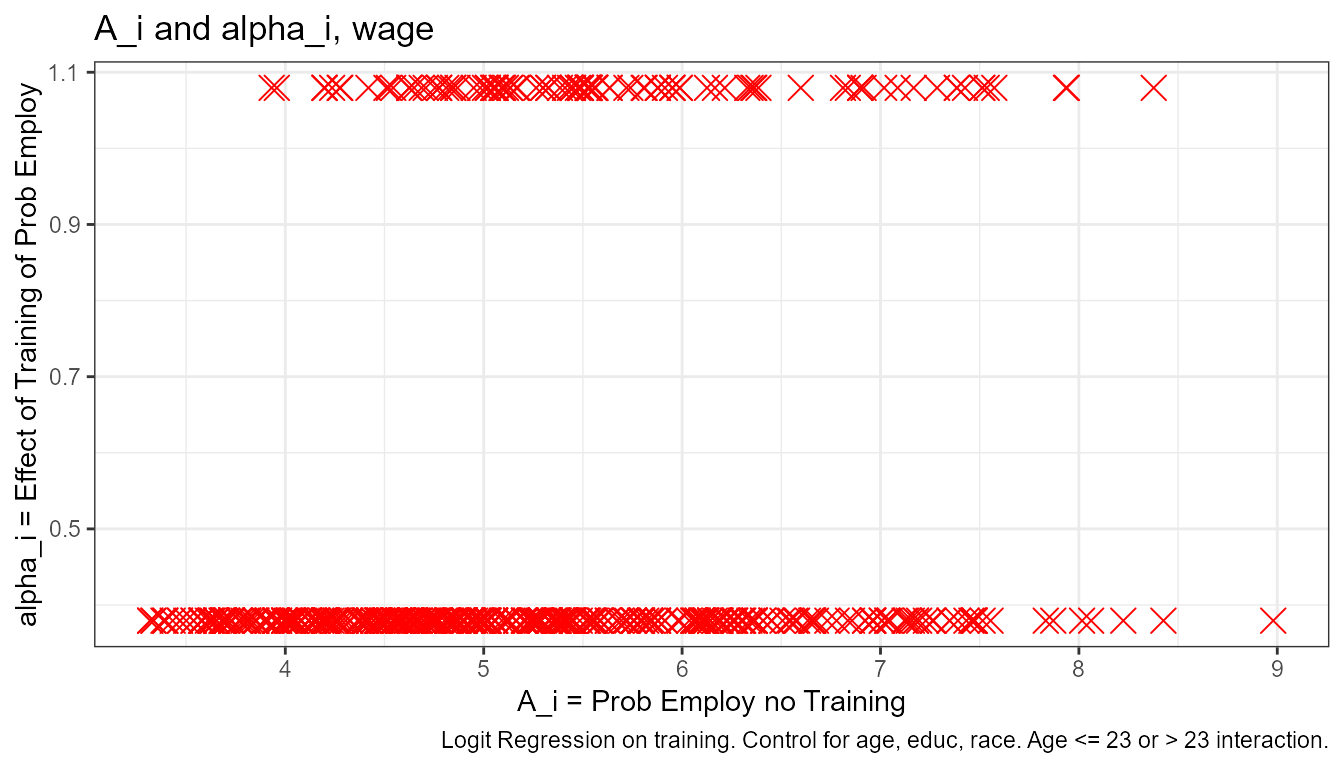 A_i and alpha_i, wage
alpha_i = Effect of Training of Prob Employ
1.1
0.9
0.7
0.5
4 5 6 7 8 9
A_i = Prob Employ no Training
Logit Regression on training. Control for age, educ, race. Age <= 23 or > 23 interaction.